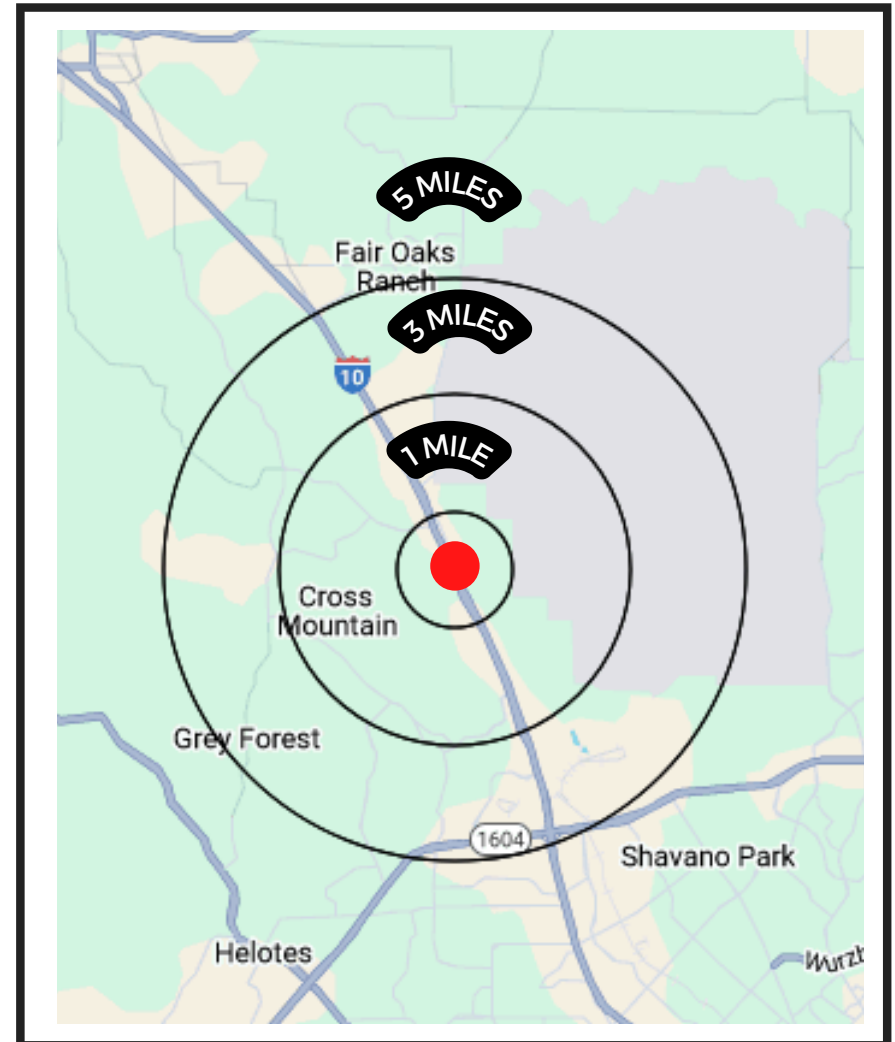 5 MILES
Fair Oaks
Ranch
3 MILES
10
1 MILE
Cross
Mountain
Grey Forest
1604
Shavano Park
Helotes